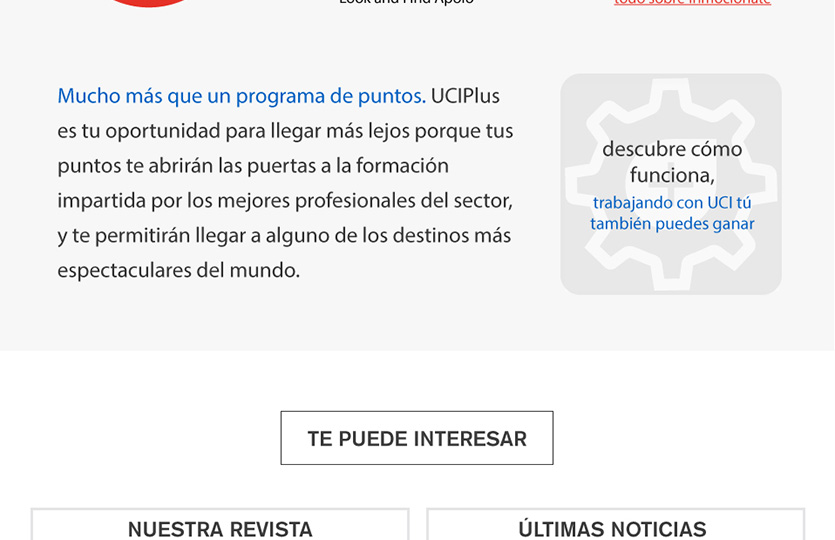 Look and Find Apolo
todo sobre inmociónate
Mucho más que un programa de puntos. UCIPlus
es tu oportunidad para llegar más lejos porque tus
puntos te abrirán las puertas a la formación
impartida por los mejores profesionales del sector,
y te permitirán llegar a alguno de los destinos más
espectaculares del mundo.
descubre cómo
funciona,
trabajando con UCI tú
también puedes ganar
TE PUEDE INTERESAR
NUESTRA REVISTA
ÚLTIMAS NOTICIAS